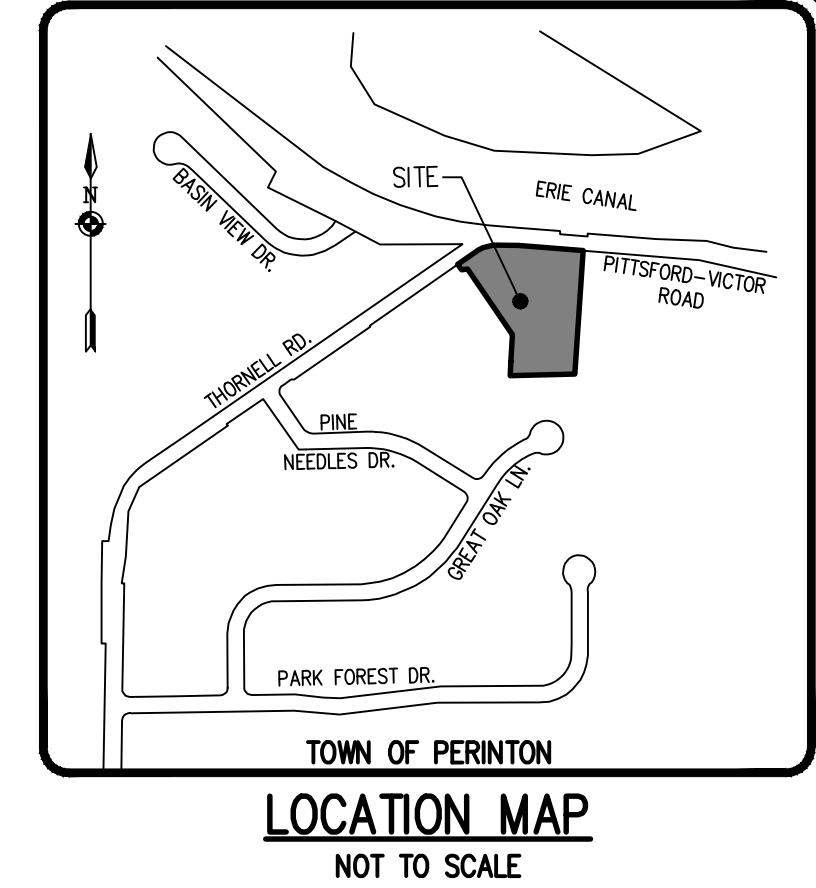 SITE
ERIE CANAL
N
BASIN VIEW DR.
PITTSFORD-VICTOR
ROAD
THORNELL RD.
PINE
NEEDLES DR.
GREAT OAK LN.
PARK FOREST DR.
TOWN OF PERINTON
LOCATION MAP
NOT TO SCALE